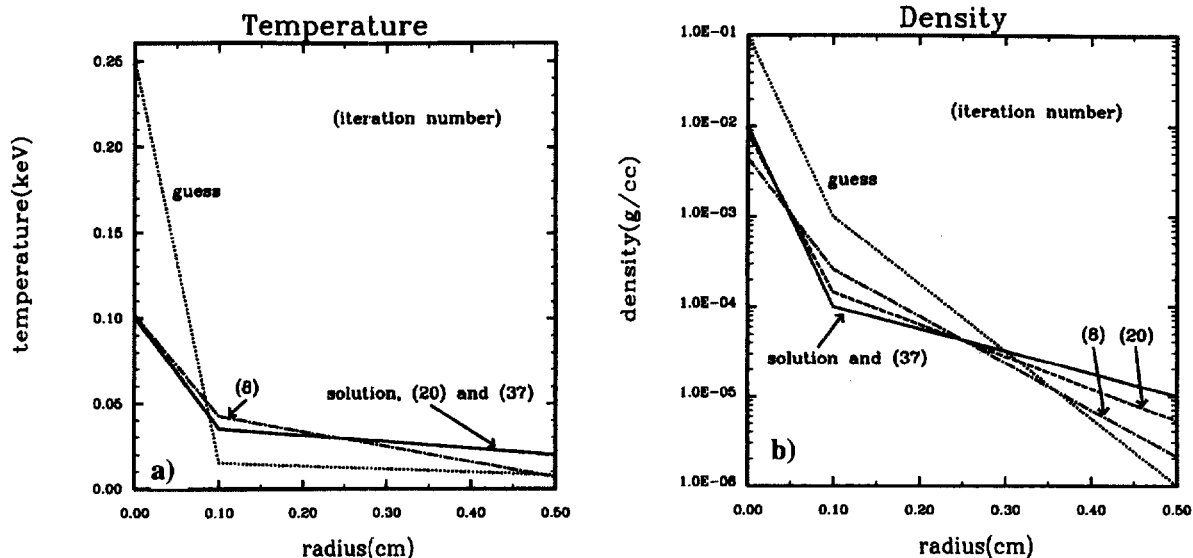 Temperature
0.25
0.20
0.15
0.10
0.05
0.00
temperature(keV)
(iteration number)
guess
(8)
solution, (20) and (37)
a)
0.00 0.10 0.20 0.30 0.40 0.50
radius(cm)
Density
1.0E-01
1.0E-02
1.0E-03
1.0E-04
1.0E-05
1.0E-06
density(g/cc)
(iteration number)
guess
(8) (20)
solution and (37)
b)
0.00 0.10 0.20 0.30 0.40 0.50
radius(cm)